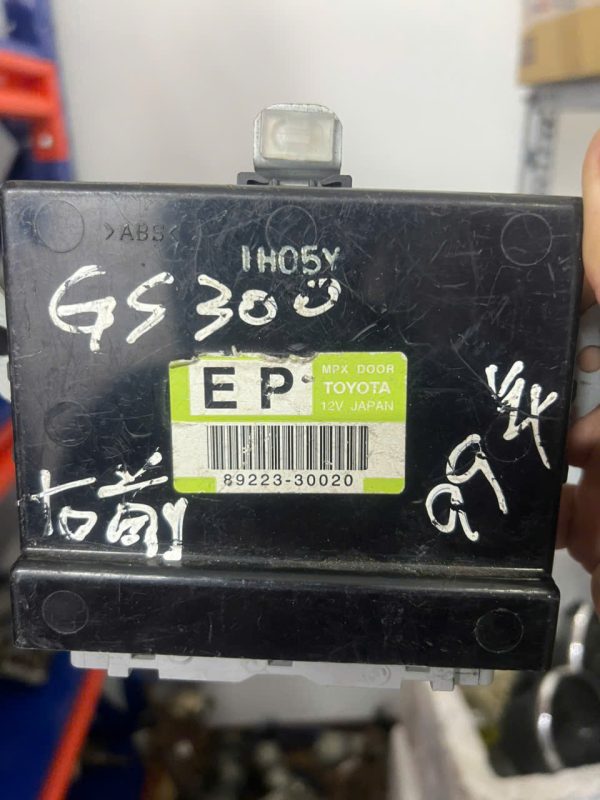 >ABS<
1H05Y
GS300
EP
MPX DOOR
TOYOTA
12V JAPAN
89223-30020
右前
99年